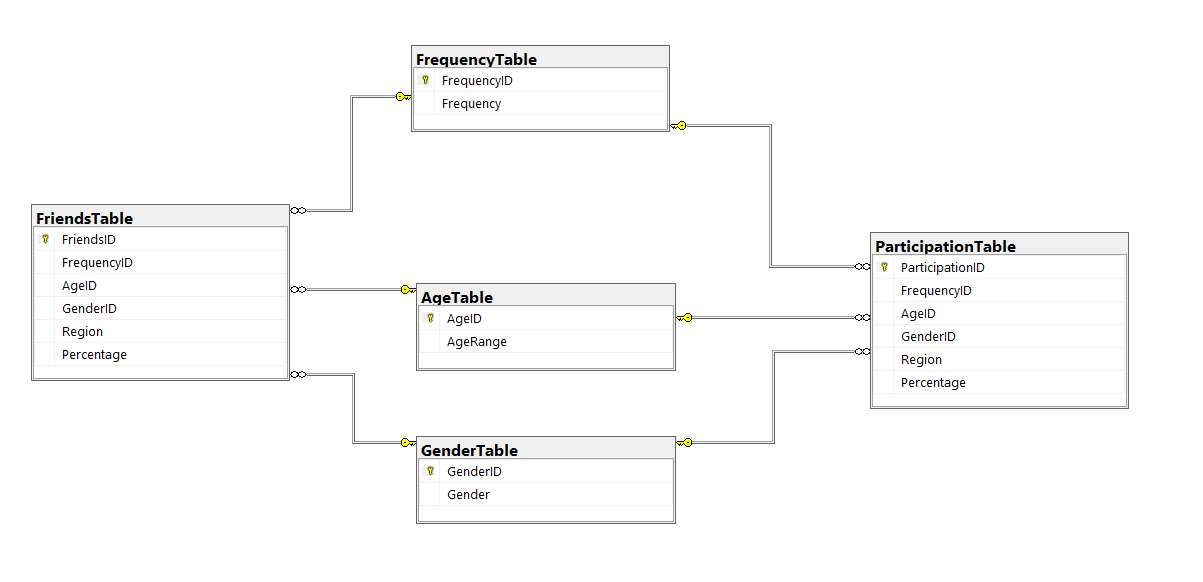 FrequencyTable
FrequencyID
Frequency
FriendsTable
FriendsID
FrequencyID
AgeID
GenderID
Region
Percentage
AgeTable
AgeID
AgeRange
GenderTable
GenderID
Gender
ParticipationTable
ParticipationID
FrequencyID
AgeID
GenderID
Region
Percentage